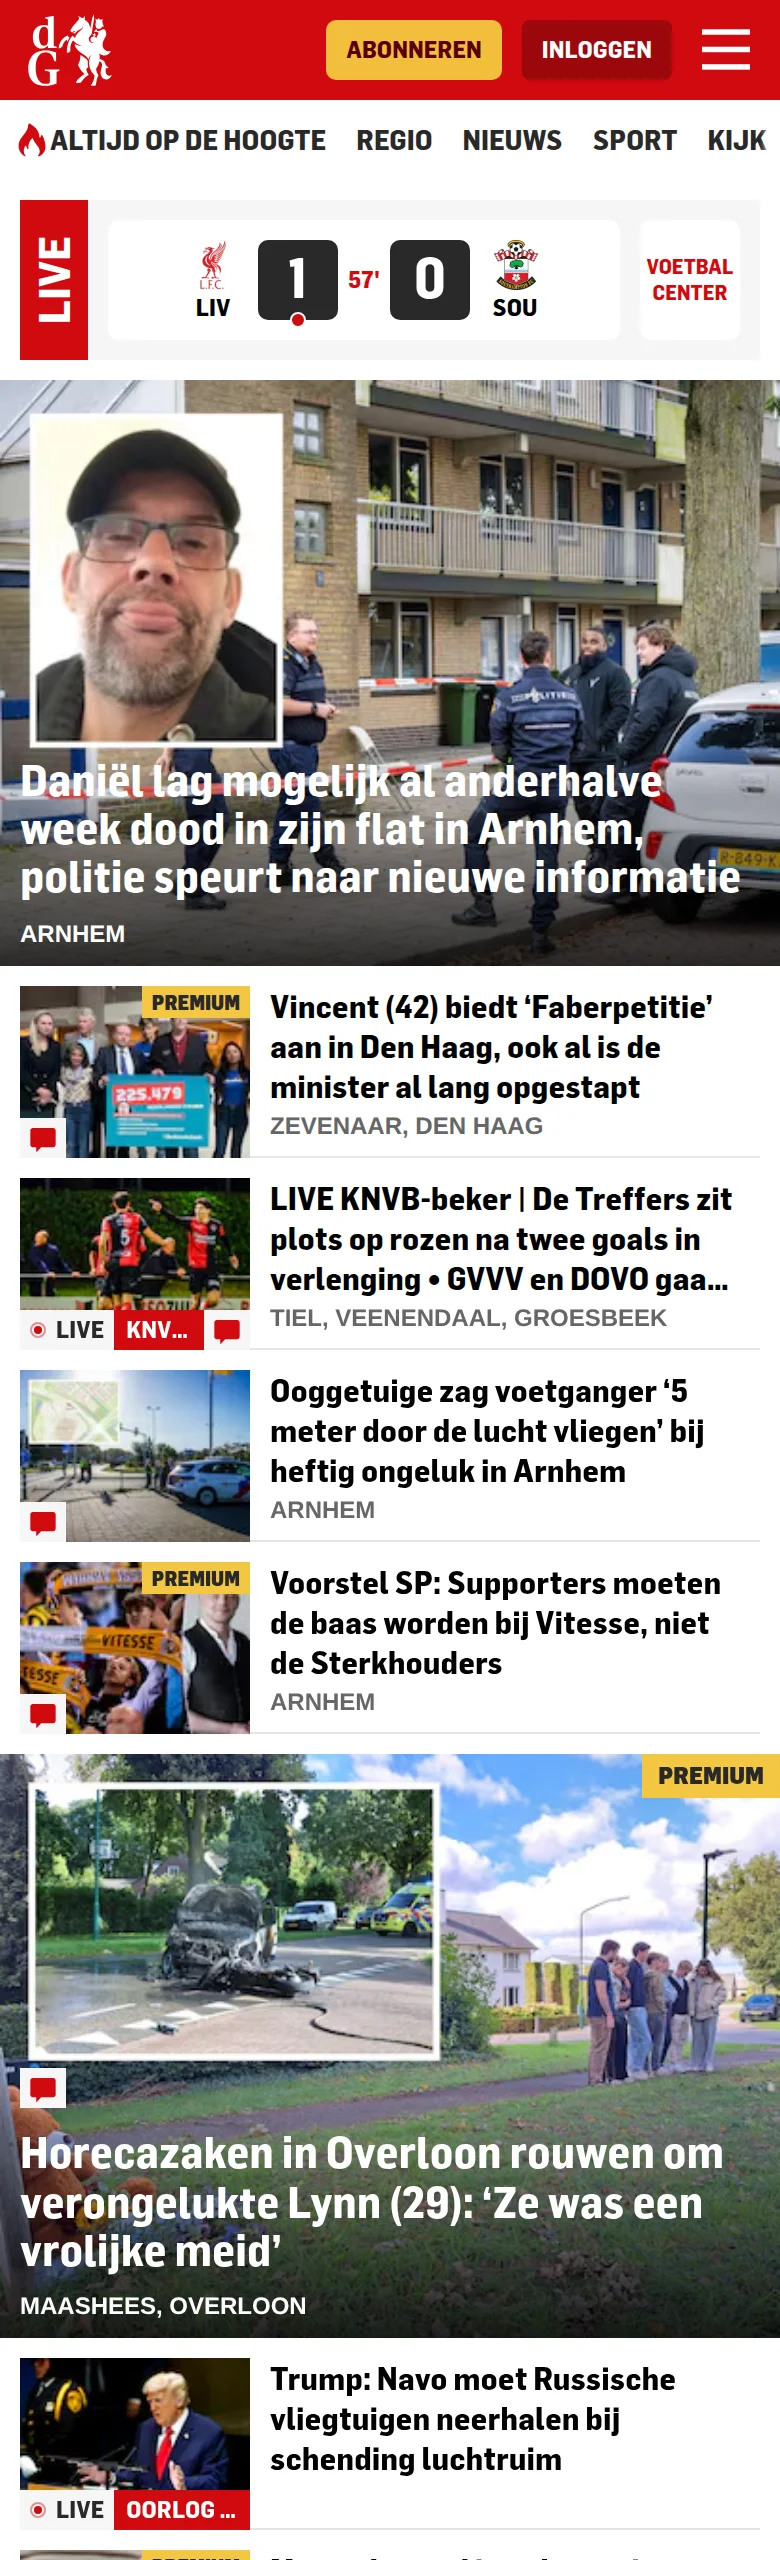 d
G
ABONNEREN
INLOGGEN
ALTIJD OP DE HOOGTE REGIO NIEUWS SPORT KIJK
LIVE
L.F.C.
LIV
1
57'
0
SOU
VOETBAL
CENTER
R-849-K
Daniël lag mogelijk al anderhalve
week dood in zijn flat in Arnhem,
politie speurt naar nieuwe informatie
ARNHEM
PREMIUM
225.479
Vincent (42) biedt ‘Faberpetitie’
aan in Den Haag, ook al is de
minister al lang opgestapt
ZEVENAAR, DEN HAAG
5
LIVE KNV...
LIVE KNVB-beker | De Treffers zit
plots op rozen na twee goals in
verlenging • GVVV en DOVO gaa...
TIEL, VEENENDAAL, GROESBEEK
Ooggetuige zag voetganger ‘5
meter door de lucht vliegen’ bij
heftig ongeluk in Arnhem
ARNHEM
PREMIUM
VITESSE
TESSE
Voorstel SP: Supporters moeten
de baas worden bij Vitesse, niet
de Sterkhouders
ARNHEM
PREMIUM
Horecazaken in Overloon rouwen om
verongelukte Lynn (29): ‘Ze was een
vrolijke meid’
MAASHEES, OVERLOON
LIVE OORLOG ...
Trump: Navo moet Russische
vliegtuigen neerhalen bij
schending luchtruim